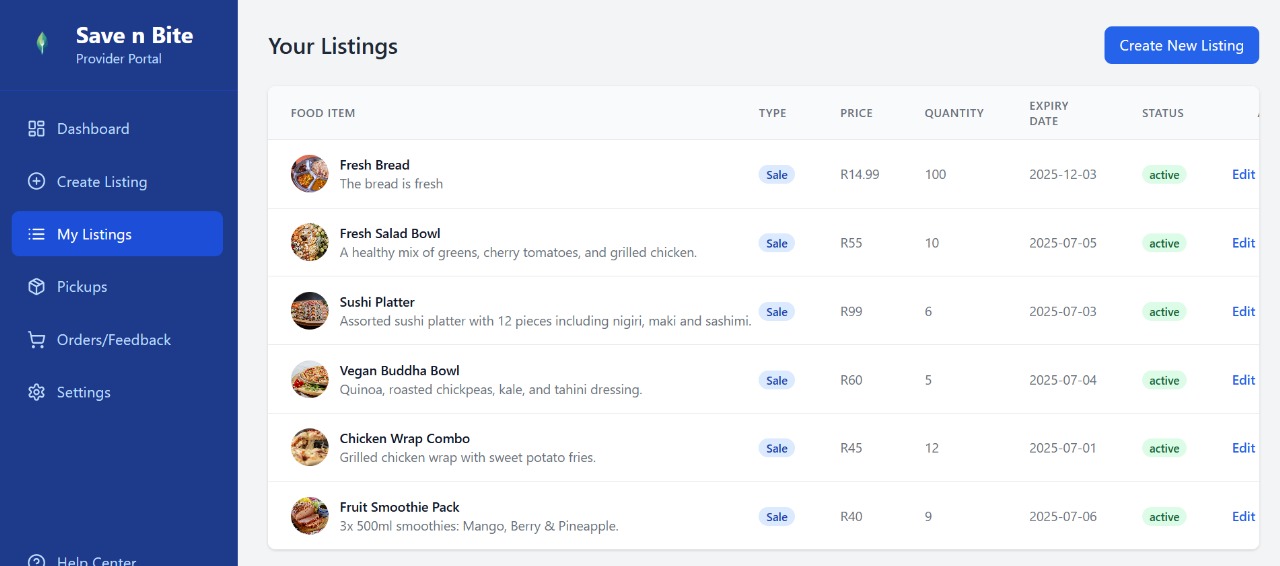 Save n Bite
Provider Portal
Dashboard
Create Listing
My Listings
Pickups
Orders/Feedback
Settings
Help Center
Your Listings
Create New Listing
FOOD ITEM TYPE PRICE QUANTITY EXPIRY DATE STATUS
Fresh Bread
The bread is fresh
Sale R14.99 100 2025-12-03 active Edit
Fresh Salad Bowl
A healthy mix of greens, cherry tomatoes, and grilled chicken.
Sale R55 10 2025-07-05 active Edit
Sushi Platter
Assorted sushi platter with 12 pieces including nigiri, maki and sashimi.
Sale R99 6 2025-07-03 active Edit
Vegan Buddha Bowl
Quinoa, roasted chickpeas, kale, and tahini dressing.
Sale R60 5 2025-07-04 active Edit
Chicken Wrap Combo
Grilled chicken wrap with sweet potato fries.
Sale R45 12 2025-07-01 active Edit
Fruit Smoothie Pack
3x 500ml smoothies: Mango, Berry & Pineapple.
Sale R40 9 2025-07-06 active Edit